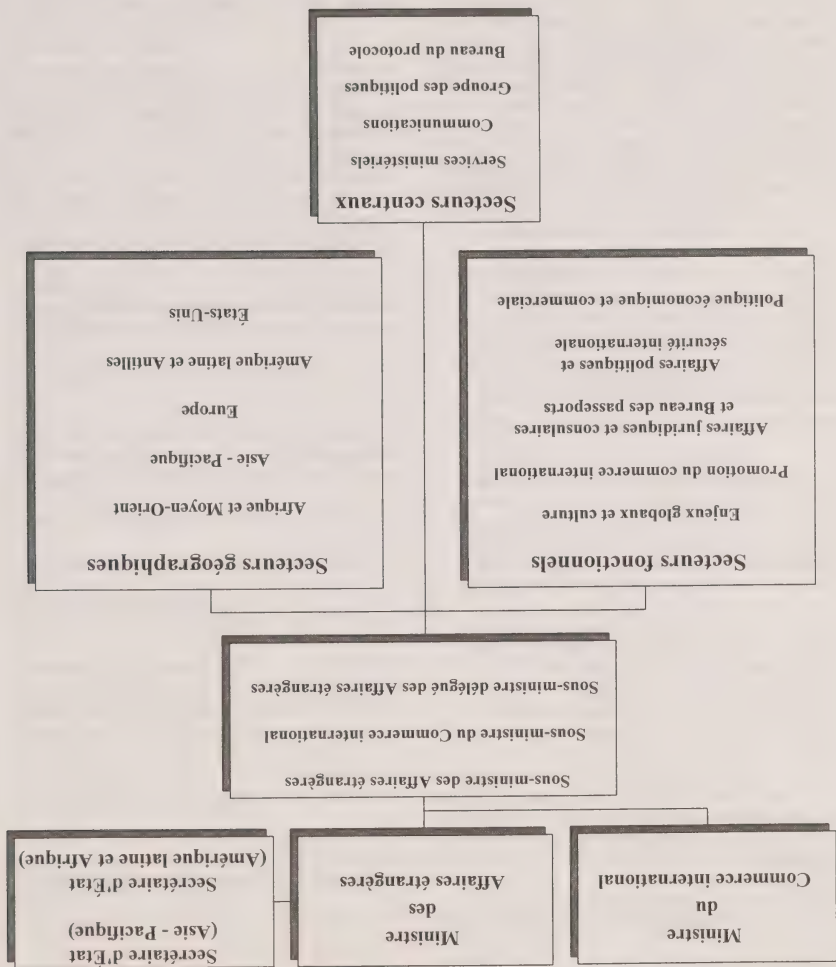 Ministre
du
Commerce international
Ministre
des
Affaires étrangères
Secrétaire d'État
(Asie - Pacifique)
Secrétaire d'État
(Amérique latine et Afrique)
Sous-ministre des Affaires étrangères
Sous-ministre du Commerce international
Sous-ministre délégué des Affaires étrangères
Secteurs fonctionnels
Enjeux globaux et culture
Promotion du commerce international
Affaires juridiques et consulaires
et Bureau des passeports
Affaires politiques et
sécurité internationale
Politique économique et commerciale
Secteurs géographiques
Afrique et Moyen-Orient
Asie - Pacifique
Europe
Amérique latine et Antilles
États-Unis
Secteurs centraux
Services ministériels
Communications
Groupe des politiques
Bureau du protocole